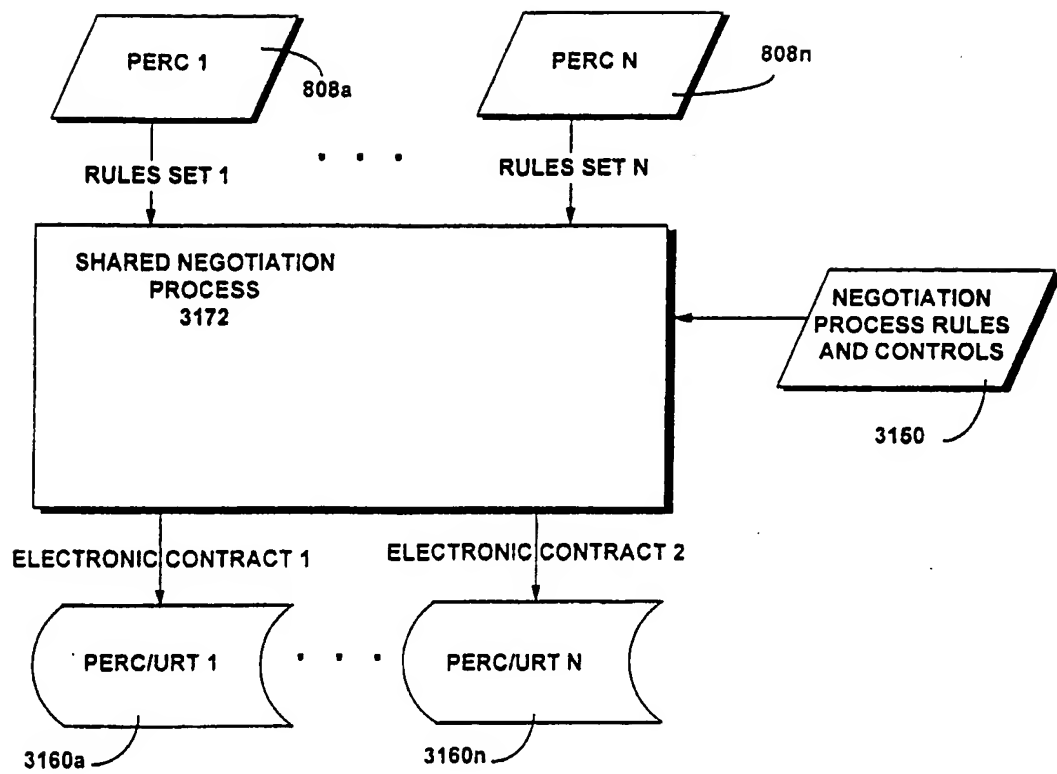 PERC 1
808a
PERC N
808n
RULES SET 1
RULES SET N
SHARED NEGOTIATION
PROCESS
3172
NEGOTIATION
PROCESS RULES
AND CONTROLS
3150
ELECTRONIC CONTRACT 1
ELECTRONIC CONTRACT 2
PERC/URT 1
PERC/URT N
3160a
3160n